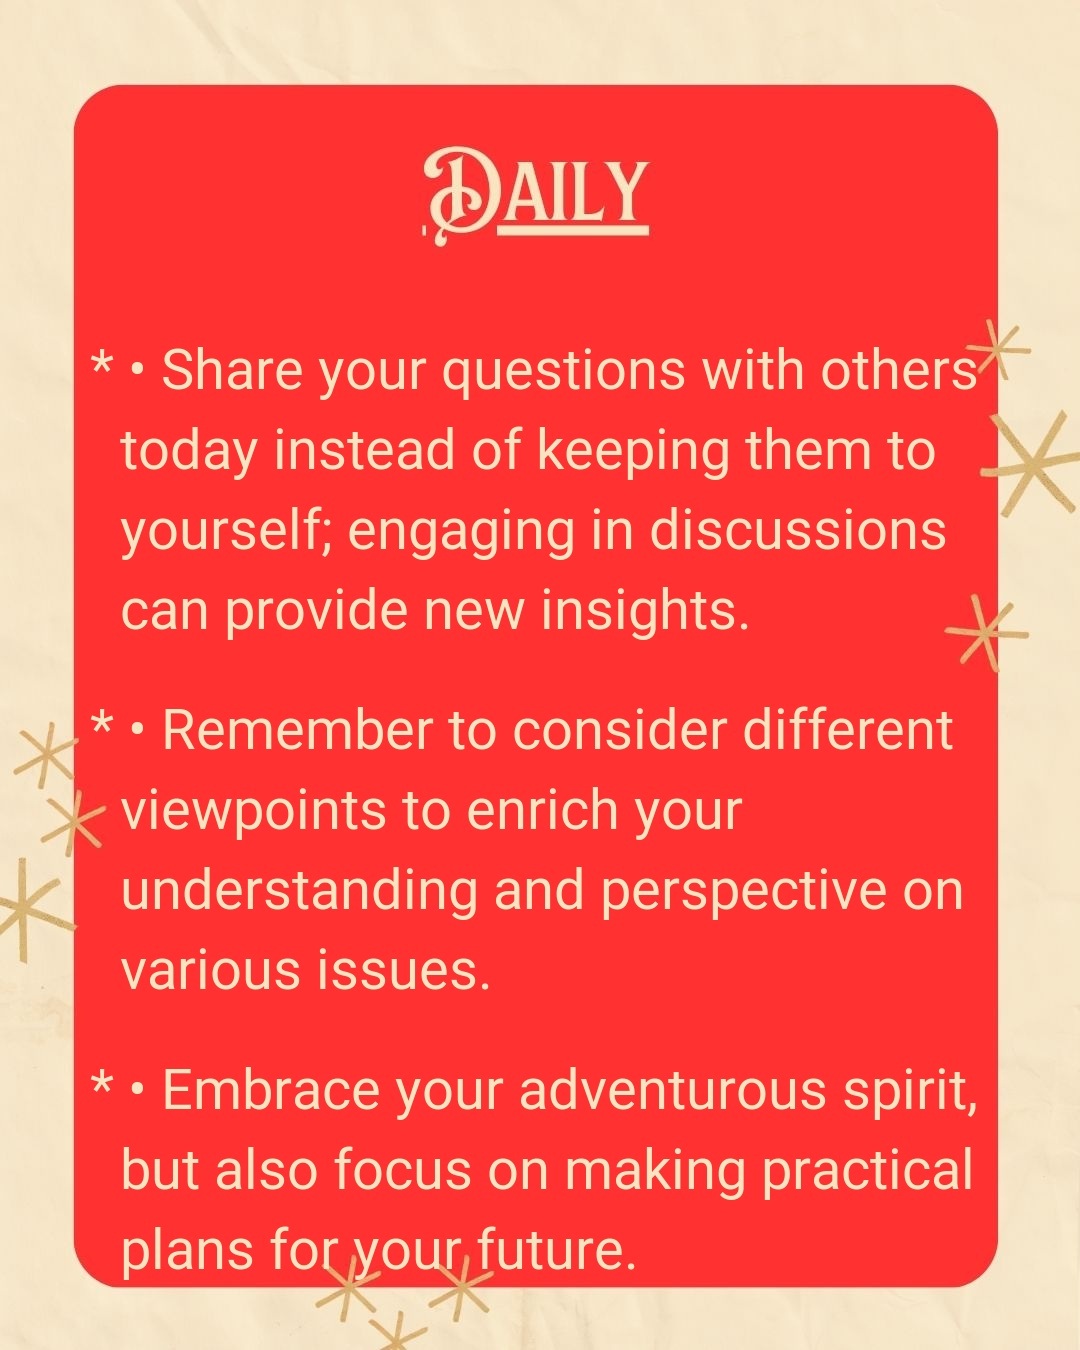 Daily
* • Share your questions with others
today instead of keeping them to
yourself; engaging in discussions
can provide new insights.
* • Remember to consider different
viewpoints to enrich your
understanding and perspective on
various issues.
* • Embrace your adventurous spirit,
but also focus on making practical
plans for your future.